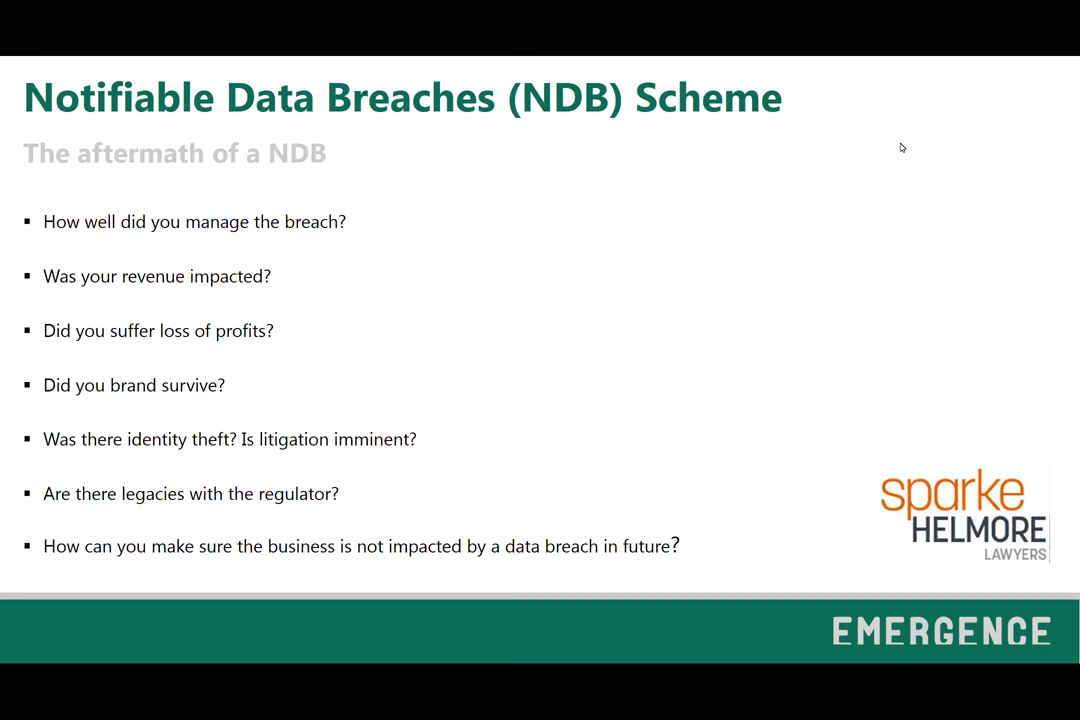 Notifiable Data Breaches (NDB) Scheme
The aftermath of a NDB
▪ How well did you manage the breach?
▪ Was your revenue impacted?
▪ Did you suffer loss of profits?
▪ Did you brand survive?
▪ Was there identity theft? Is litigation imminent?
▪ Are there legacies with the regulator?
▪ How can you make sure the business is not impacted by a data breach in future?
sparke
HELMORE
LAWYERS
EMERGENCE